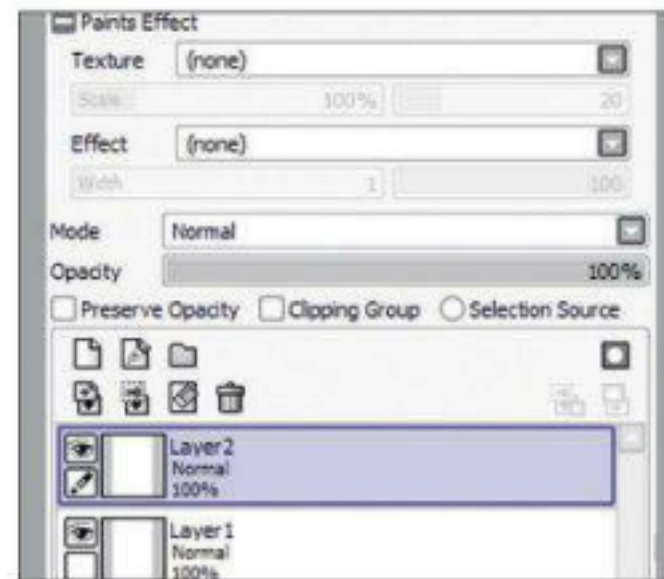 Paints Effect
Texture (none)
Scale 100% 20
Effect (none)
Width 1 100
Mode Normal
Opacity 100%
Preserve Opacity Clipping Group Selection Source
Layer2
Normal
100%
Layer1
Normal
100%